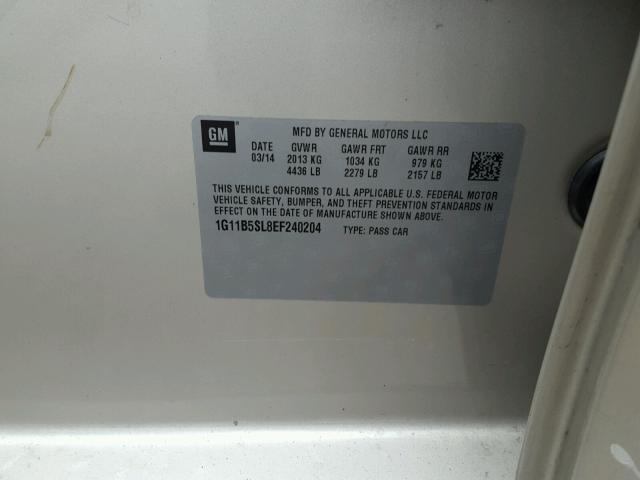 GM
MFD BY GENERAL MOTORS LLC
DATE GVWR GAWR FRT GAWR RR
03/14 2013 KG 1034 KG 979 KG
4436 LB 2279 LB 2157 LB
THIS VEHICLE CONFORMS TO ALL APPLICABLE U.S. FEDERAL MOTOR
VEHICLE SAFETY, BUMPER, AND THEFT PREVENTION STANDARDS IN
EFFECT ON THE DATE OF MANUFACTURE SHOWN ABOVE.
1G11B5SL8EF240204 TYPE: PASS CAR